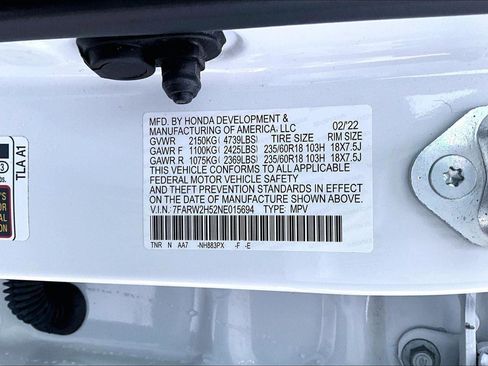 MFD. BY HONDA DEVELOPMENT & 02/'22
MANUFACTURING OF AMERICA, LLC
GVWR 2150KG (4739LBS) TIRE SIZE RIM SIZE
GAWR F 1100KG (2425LBS) 235/60R18 103H 18X7.5J
GAWR R 1075KG (2369LBS) 235/60R18 103H 18X7.5J
THIS VEHICLE CONFORMS TO ALL APPLICABLE
FEDERAL MOTOR VEHICLE SAFETY
AND THEFT PREVENTION STANDARDS IN EFFECT
ON THE DATE OF MANUFACTURE SHOWN ABOVE.
V.I.N. 7FARW2H52NE015694 TYPE: MPV
TNR N AA7 -NH883PX -F -E
TLA A1